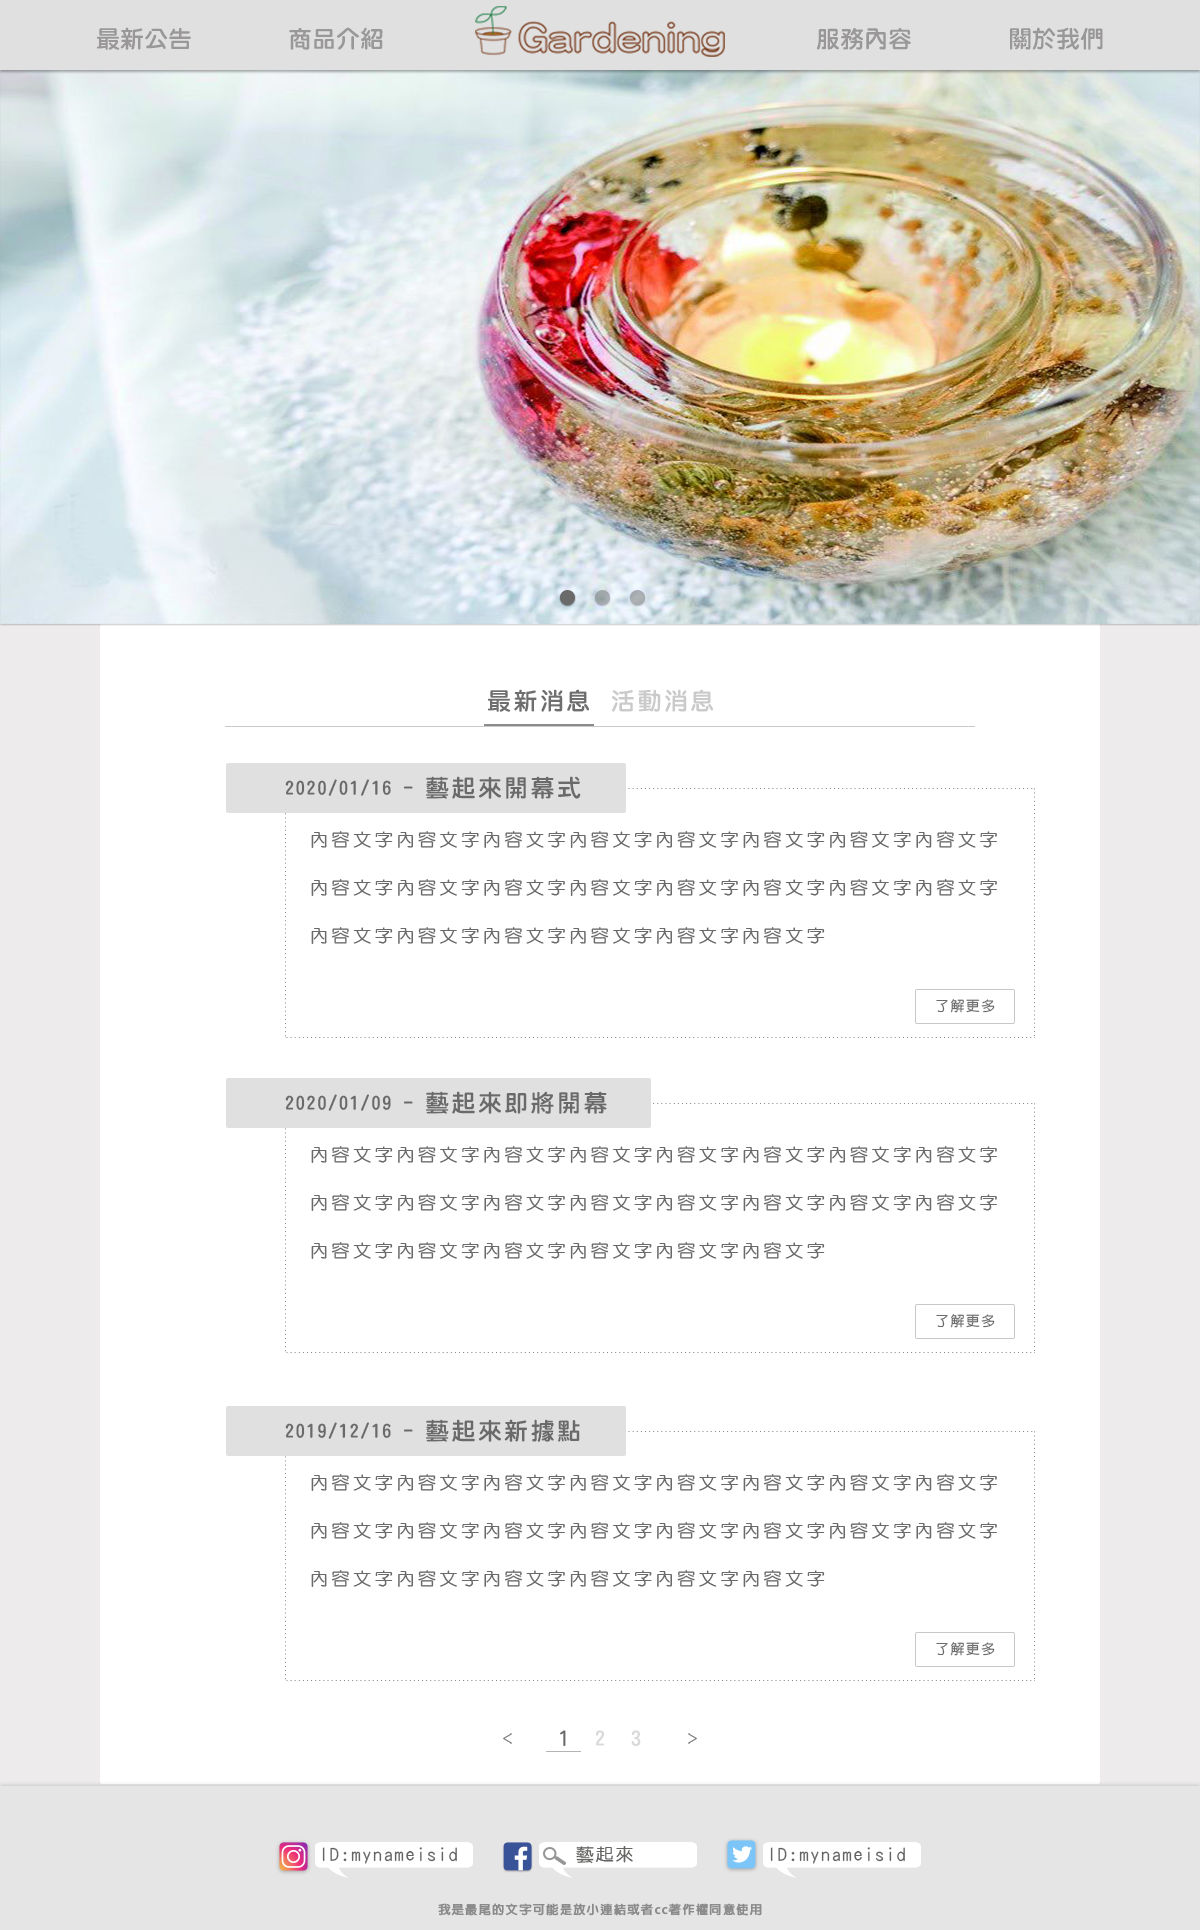 最新公告
商品介紹
Gardening
服務內容
關於我們
最新消息 活動消息
2020/01/16 - 藝起來開幕式
內容文字內容文字內容文字內容文字內容文字內容文字內容文字內容文字
內容文字內容文字內容文字內容文字內容文字內容文字內容文字內容文字
內容文字內容文字內容文字內容文字內容文字內容文字
了解更多
2020/01/09 - 藝起來即將開幕
內容文字內容文字內容文字內容文字內容文字內容文字內容文字內容文字
內容文字內容文字內容文字內容文字內容文字內容文字內容文字內容文字
內容文字內容文字內容文字內容文字內容文字內容文字
了解更多
2019/12/16 - 藝起來新據點
內容文字內容文字內容文字內容文字內容文字內容文字內容文字內容文字
內容文字內容文字內容文字內容文字內容文字內容文字內容文字內容文字
內容文字內容文字內容文字內容文字內容文字內容文字
了解更多
< 1 2 3 >
ID:mynameisid
藝起來
ID:mynameisid
我是最尾的文字可能是放小連結或者cc著作權同意使用